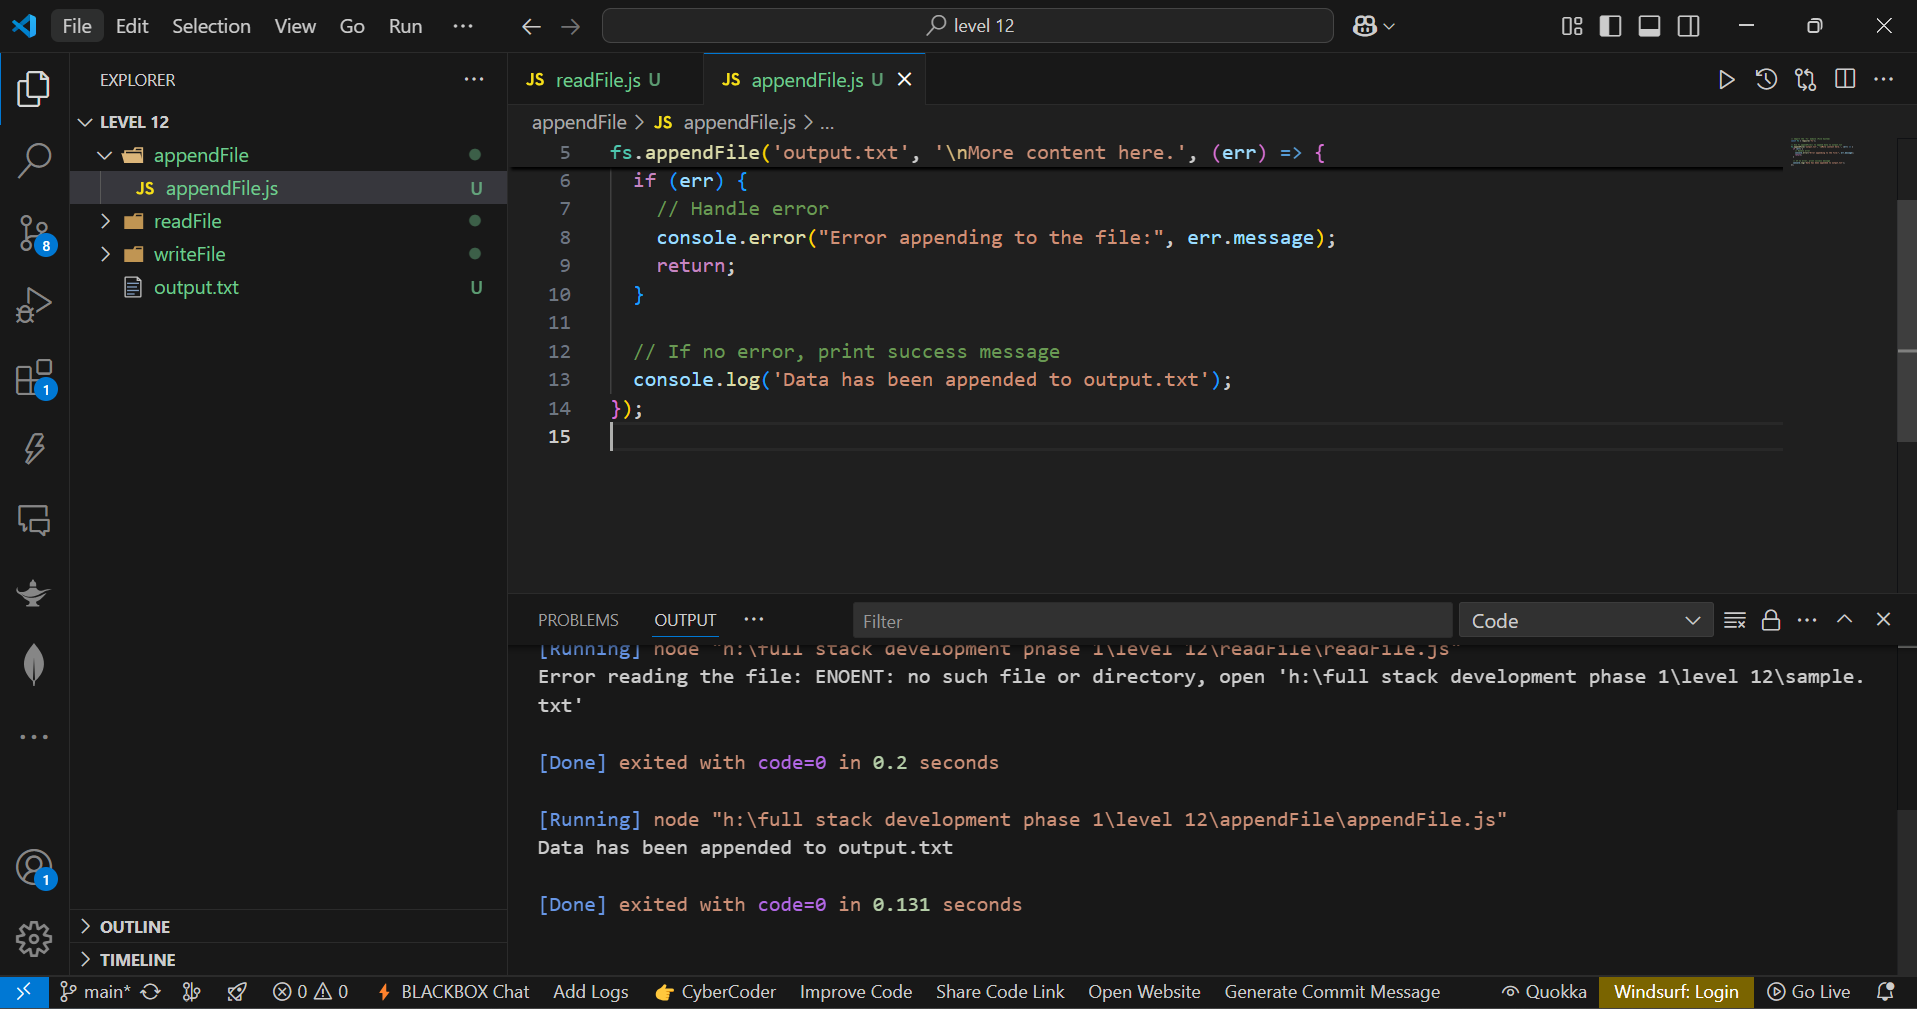 File Edit Selection View Go Run ··· level 12
EXPLORER ···
LEVEL 12
appendFile
JS appendFile.js U
readFile
writeFile
output.txt U
OUTLINE
TIMELINE
8
1
1
JS readFile.js U JS appendFile.js U
appendFile > JS appendFile.js > ...
5 fs.appendFile('output.txt', '\nMore content here.', (err) => {
6 if (err) {
7 // Handle error
8 console.error("Error appending to the file:", err.message);
9 return;
10 }
11
12 // If no error, print success message
13 console.log('Data has been appended to output.txt');
14 });
15
PROBLEMS OUTPUT ··· Filter Code
[Running] node "h:\full stack development phase 1\level 12\readFile\readFile.js"
Error reading the file: ENOENT: no such file or directory, open 'h:\full stack development phase 1\level 12\sample.
txt'
[Done] exited with code=0 in 0.2 seconds
[Running] node "h:\full stack development phase 1\level 12\appendFile\appendFile.js"
Data has been appended to output.txt
[Done] exited with code=0 in 0.131 seconds
main* 0 0 BLACKBOX Chat Add Logs CyberCoder Improve Code Share Code Link Open Website Generate Commit Message Quokka Windsurf: Login Go Live